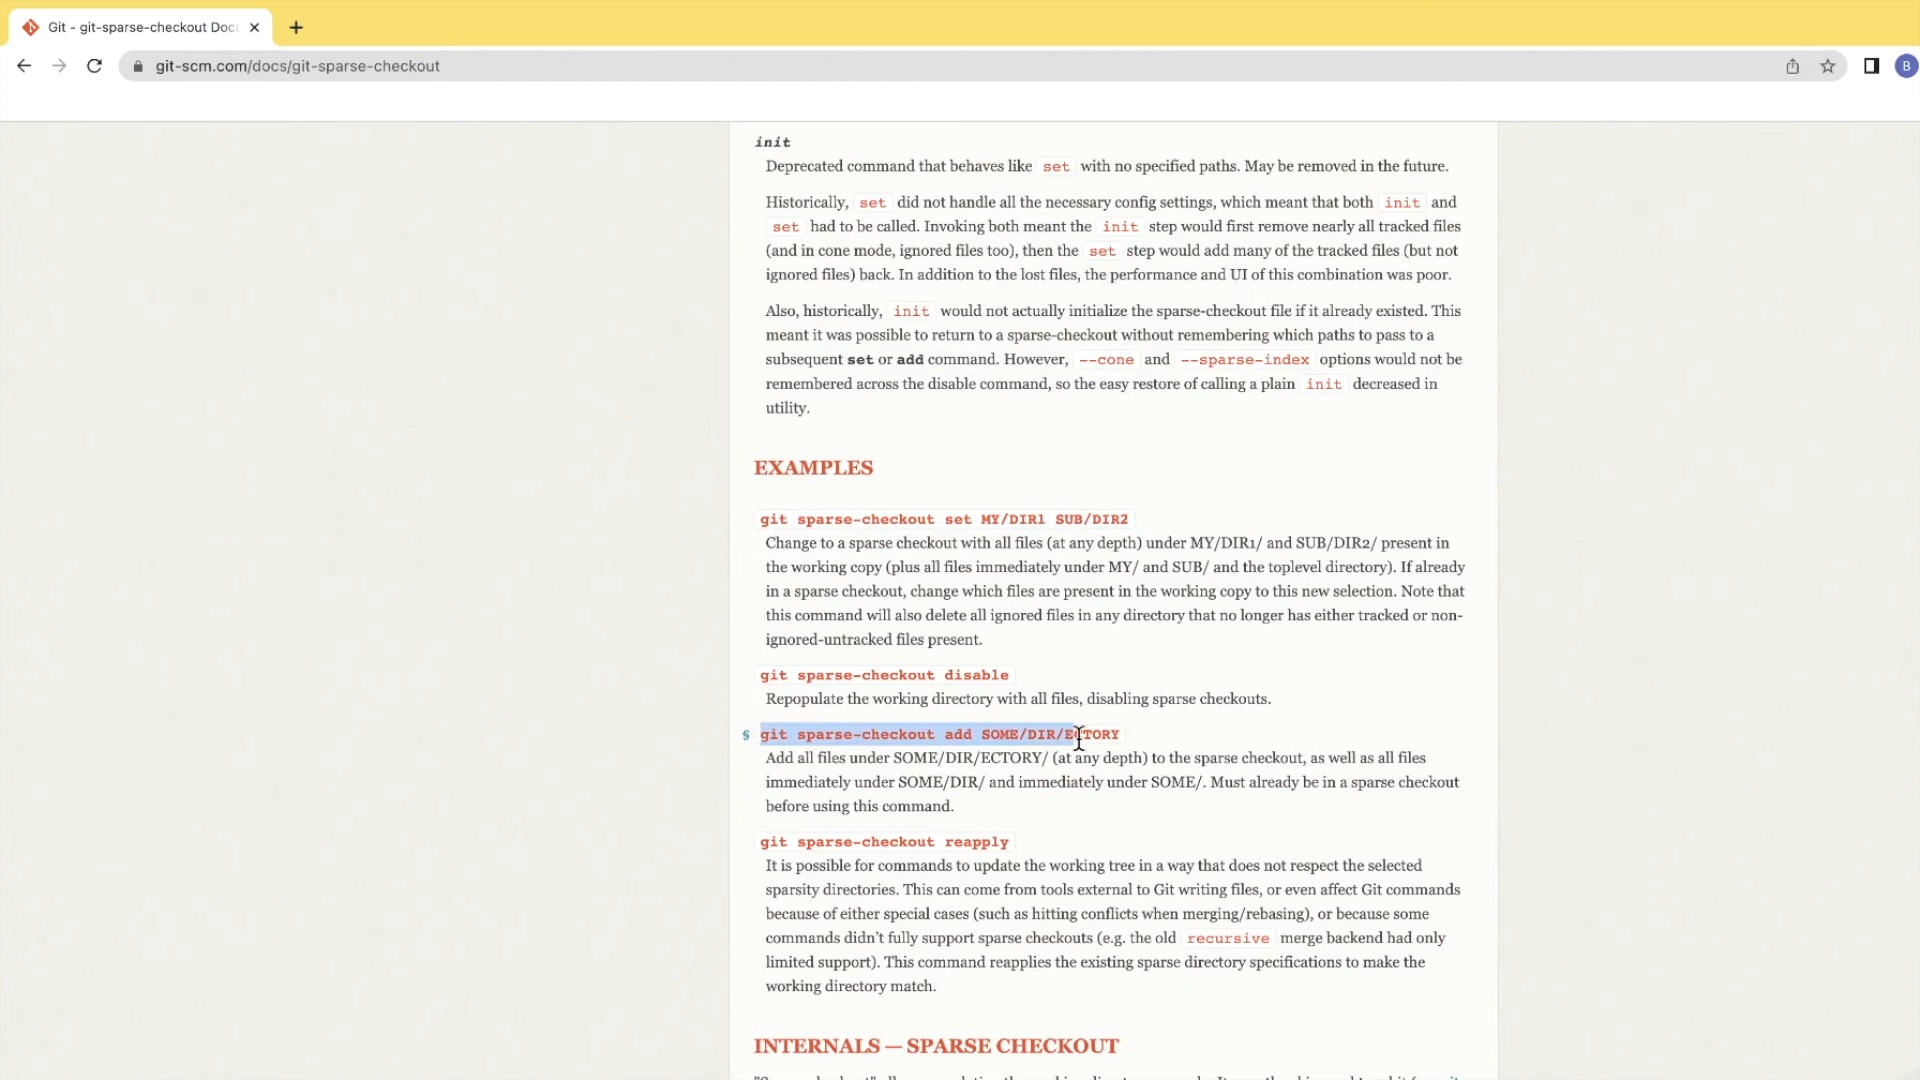 Git - git-sparse-checkout Doc
git-scm.com/docs/git-sparse-checkout
B
init
Deprecated command that behaves like set with no specified paths. May be removed in the future.
Historically, set did not handle all the necessary config settings, which meant that both init and
set had to be called. Invoking both meant the init step would first remove nearly all tracked files
(and in cone mode, ignored files too), then the set step would add many of the tracked files (but not
ignored files) back. In addition to the lost files, the performance and UI of this combination was poor.
Also, historically, init would not actually initialize the sparse-checkout file if it already existed. This
meant it was possible to return to a sparse-checkout without remembering which paths to pass to a
subsequent set or add command. However, --cone and --sparse-index options would not be
remembered across the disable command, so the easy restore of calling a plain init decreased in
utility.
EXAMPLES
git sparse-checkout set MY/DIR1 SUB/DIR2
Change to a sparse checkout with all files (at any depth) under MY/DIR1/ and SUB/DIR2/ present in
the working copy (plus all files immediately under MY/ and SUB/ and the toplevel directory). If already
in a sparse checkout, change which files are present in the working copy to this new selection. Note that
this command will also delete all ignored files in any directory that no longer has either tracked or non-
ignored-untracked files present.
git sparse-checkout disable
Repopulate the working directory with all files, disabling sparse checkouts.
§ git sparse-checkout add SOME/DIR/ECTORY
Add all files under SOME/DIR/ECTORY/ (at any depth) to the sparse checkout, as well as all files
immediately under SOME/DIR/ and immediately under SOME/. Must already be in a sparse checkout
before using this command.
git sparse-checkout reapply
It is possible for commands to update the working tree in a way that does not respect the selected
sparsity directories. This can come from tools external to Git writing files, or even affect Git commands
because of either special cases (such as hitting conflicts when merging/rebasing), or because some
commands didn't fully support sparse checkouts (e.g. the old recursive merge backend had only
limited support). This command reapplies the existing sparse directory specifications to make the
working directory match.
INTERNALS — SPARSE CHECKOUT